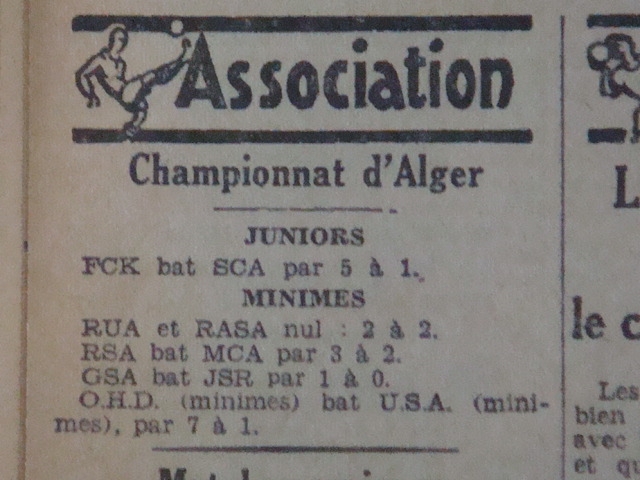 Association
Championnat d'Alger
JUNIORS
FCK bat SCA par 5 à 1.
MINIMES
RUA et RASA nul : 2 à 2.
RSA bat MCA par 3 à 2.
GSA bat JSR par 1 à 0.
O.H.D. (minimes) bat U.S.A. (mini-
mes), par 7 à 1.
L
le c
Les
bien
avec
et qu